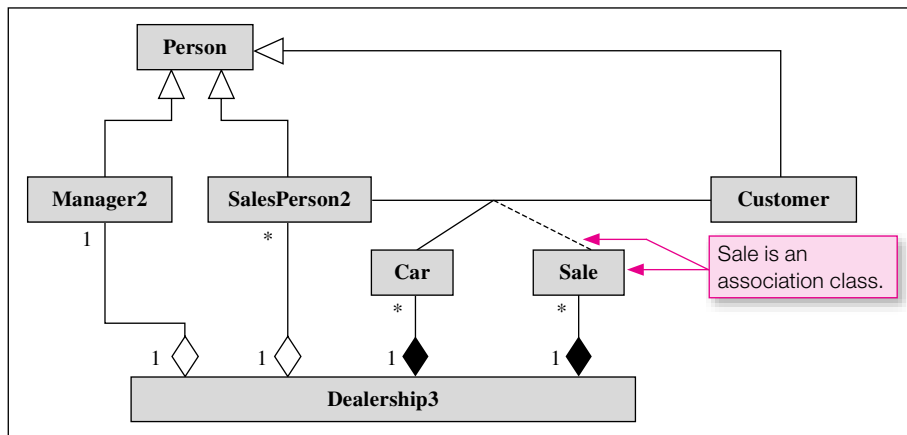 Person
Manager2
SalesPerson2
Customer
1
*
Car
Sale
Sale is an
association class.
*
*
1
1
1
1
Dealership3